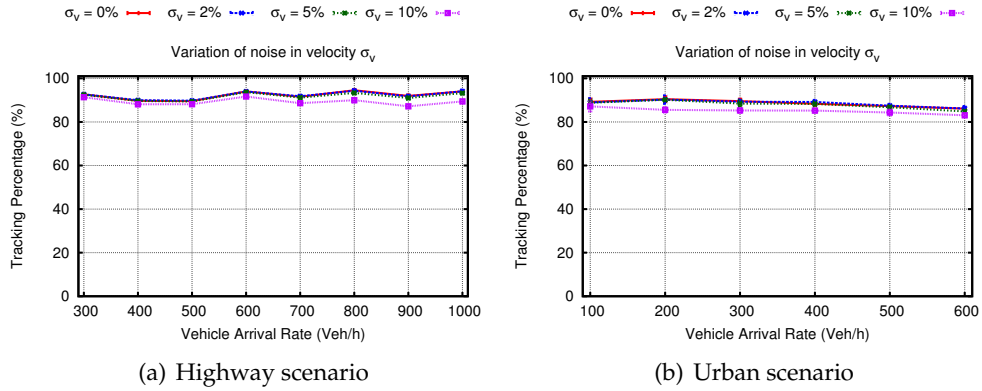 σv = 0% σv = 2% σv = 5% σv = 10%
Variation of noise in velocity σv
100
80
60
40
20
0
Tracking Percentage (%)
300 400 500 600 700 800 900 1000
Vehicle Arrival Rate (Veh/h)
(a) Highway scenario
σv = 0% σv = 2% σv = 5% σv = 10%
Variation of noise in velocity σv
100
80
60
40
20
0
Tracking Percentage (%)
100 200 300 400 500 600
Vehicle Arrival Rate (Veh/h)
(b) Urban scenario